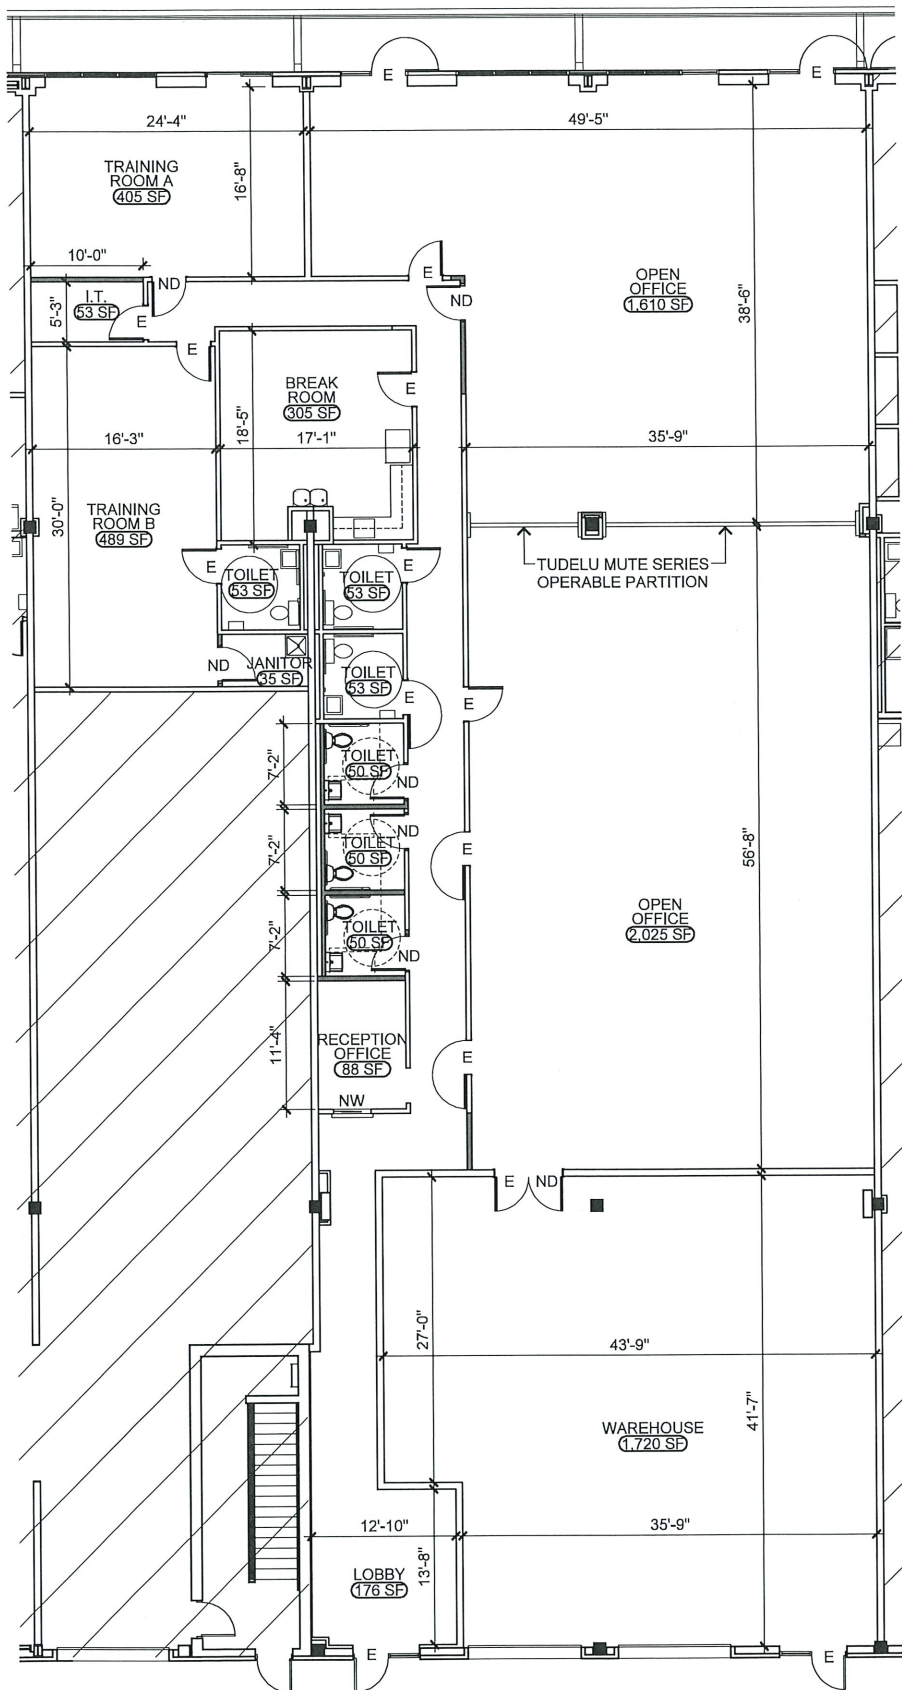 E
E
24'-4"
49'-5"
TRAINING
ROOM A
405 SF
16'-8"
10'-0"
ND
E
ND
I.T.
53 SF
5'-3"
E
E
OPEN
OFFICE
1,610 SF
38'-6"
BREAK
ROOM
305 SF
E
18'-5"
16'-3"
17'-1"
35'-9"
30'-0"
TRAINING
ROOM B
489 SF
TUDELU MUTE SERIES
OPERABLE PARTITION
E
TOILET
53 SF
TOILET
53 SF
E
ND
JANITOR
35 SF
TOILET
53 SF
E
E
7'-2"
TOILET
50 SF
ND
ND
7'-2"
TOILET
50 SF
E
56'-8"
OPEN
OFFICE
2,025 SF
7'-2"
TOILET
50 SF
ND
11'-4"
RECEPTION
OFFICE
88 SF
E
NW
E
ND
27'-0"
43'-9"
41'-7"
WAREHOUSE
1,720 SF
12'-10"
35'-9"
13'-8"
LOBBY
176 SF
E
E